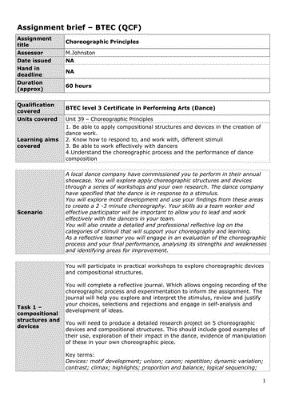 Assignment brief – BTEC (QCF)
Assignment title
Choreographic Principles
Assessor
M.Johnston
Date issued
NA
Hand in deadline
NA
Duration (approx)
60 hours
Qualification covered
BTEC level 3 Certificate in Performing Arts (Dance)
Units covered
Unit 39 – Choreographic Principles
Learning aims covered
1. Be able to apply compositional structures and devices in the creation of
dance work.
2. Know how to respond to, and work with, different stimuli
3. Be able to work effectively with dancers
4.Understand the choreographic process and the performance of dance
composition
Scenario
A local dance company have commissioned you to perform in their annual
showcase. You will explore choreographic structures and devices
through a series of workshops and your own research. The dance company
have specified that the dance is in response to a stimulus.
You will explore motif development and use your findings from these areas
to create a 2 -2 minute choreography. Your skills as a team worker and
effective participator will be important to allow you to lead and work
effectively with the dancers in your team.
You will also create a detailed and professional reflective log on the
categories of stimuli that will support your choreography and learning.
As a reflective learner you will engage in an evaluation of the choreographic
process and your final performance, analysing its strengths and weaknesses
and identifying areas for improvement.
Task 1 –
compositional
structures and
devices
You will participate in practical workshops to explore choreographic devices
and compositional structures.
You will complete a reflective journal. Which allows ongoing recording of the
choreographic process and experimentation to inform the assignment. The
journal will help you explore and interpret the stimulus, review and justify
your choices, selections and rejections and engage in self-analysis and
development of ideas.
You will need to produce a detailed research project on 5 choreographic
devices and compositional structures. This should include good examples of
their use, exploration of their impact in the dance, evidence of manipulation
of these in your own choreographic piece.
Key terms:
Devices: motif development; unison; canon; repetition; dynamic variation;
contrast; climax; highlights; proportion and balance; logical sequencing;
1